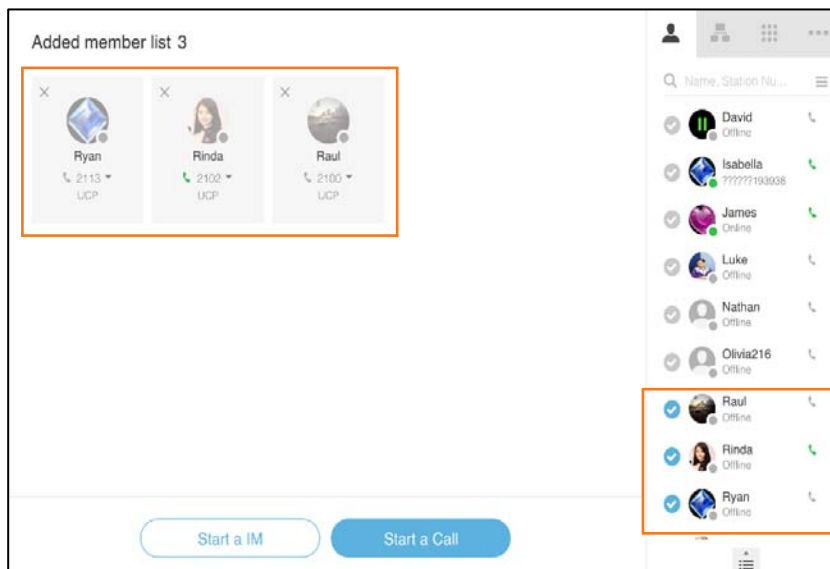 Added member list 3
Ryan
2113
UCP
Rinda
2102
UCP
Raul
2100
UCP
Start a IM
Start a Call
Name, Station Nu...
David
Offline
Isabella
??????193938
James
Online
Luke
Offline
Nathan
Offline
Olivia216
Offline
Raul
Offline
Rinda
Offline
Ryan
Offline